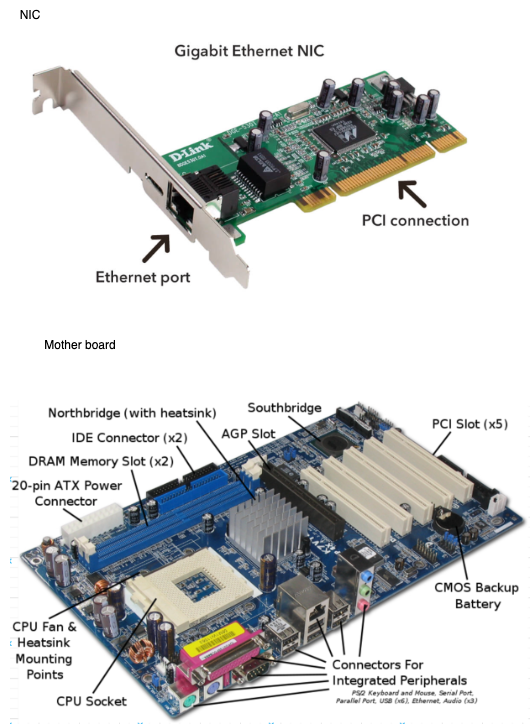 NIC
Gigabit Ethernet NIC
D-Link
PCI connection
Ethernet port
Mother board
Northbridge (with heatsink)
Southbridge
IDE Connector (x2)
AGP Slot
PCI Slot (x5)
DRAM Memory Slot (x2)
20-pin ATX Power
Connector
CMOS Backup
Battery
CPU Fan &
Heatsink
Mounting
Points
CPU Socket
Connectors For
Integrated Peripherals
PS/2 Keyboard and Mouse, Serial Port,
Parallel Port, USB (x6), Ethernet, Audio (x3)